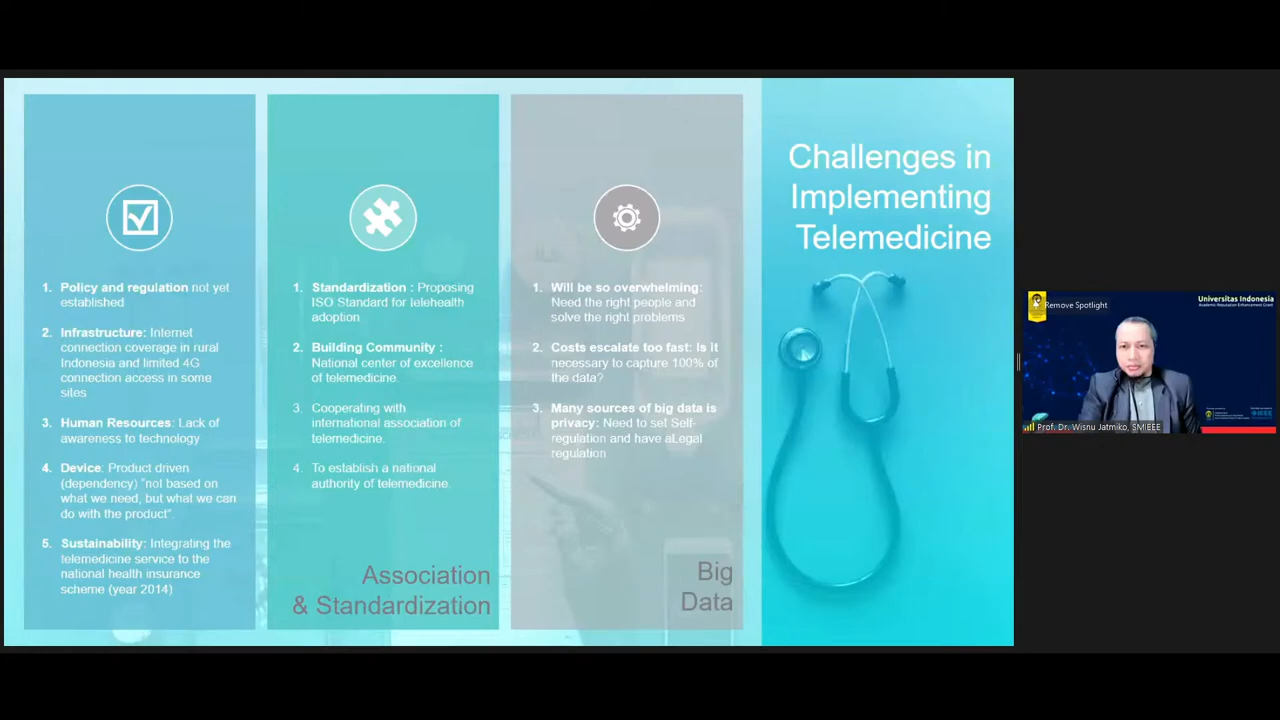 Challenges in
Implementing
Telemedicine
1. Policy and regulation not yet
established
2. Infrastructure: Internet
connection coverage in rural
Indonesia and limited 4G
connection access in some
sites
3. Human Resources: Lack of
awareness to technology
4. Device: Product driven
(dependency) "not based on
what we need, but what we can
do with the product".
5. Sustainability: Integrating the
telemedicine service to the
national health insurance
scheme (year 2014)
1. Standardization : Proposing
ISO Standard for telehealth
adoption
2. Building Community :
National center of excellence
of telemedicine.
3. Cooperating with
international association of
telemedicine.
4. To establish a national
authority of telemedicine.
Association
& Standardization
1. Will be so overwhelming:
Need the right people and
solve the right problems
2. Costs escalate too fast: Is it
necessary to capture 100% of
the data?
3. Many sources of big data is
privacy: Need to set Self-
regulation and have aLegal
regulation
Big
Data
Remove Spotlight
Universitas Indonesia
Academic Reputation Enhancement Grant
IEEE
Prof. Dr. Wisnu Jatmiko, SMIEEE